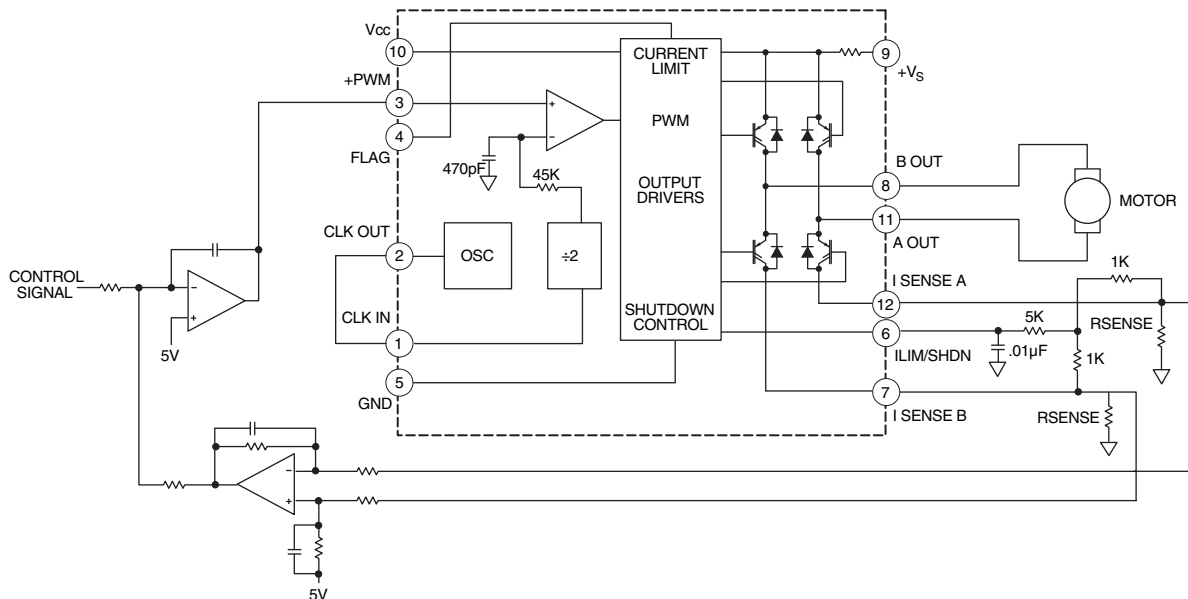 Vcc
10
+PWM
3
4
FLAG
470pF
45K
CLK OUT
2
OSC
÷2
CLK IN
1
5
GND
CURRENT
LIMIT
PWM
OUTPUT
DRIVERS
SHUTDOWN
CONTROL
+
−
9
+VS
B OUT
8
11
A OUT
MOTOR
I SENSE A
12
1K
5K
RSENSE
6
ILIM/SHDN
.01µF
1K
7
I SENSE B
RSENSE
CONTROL
SIGNAL
−
+
5V
−
+
5V